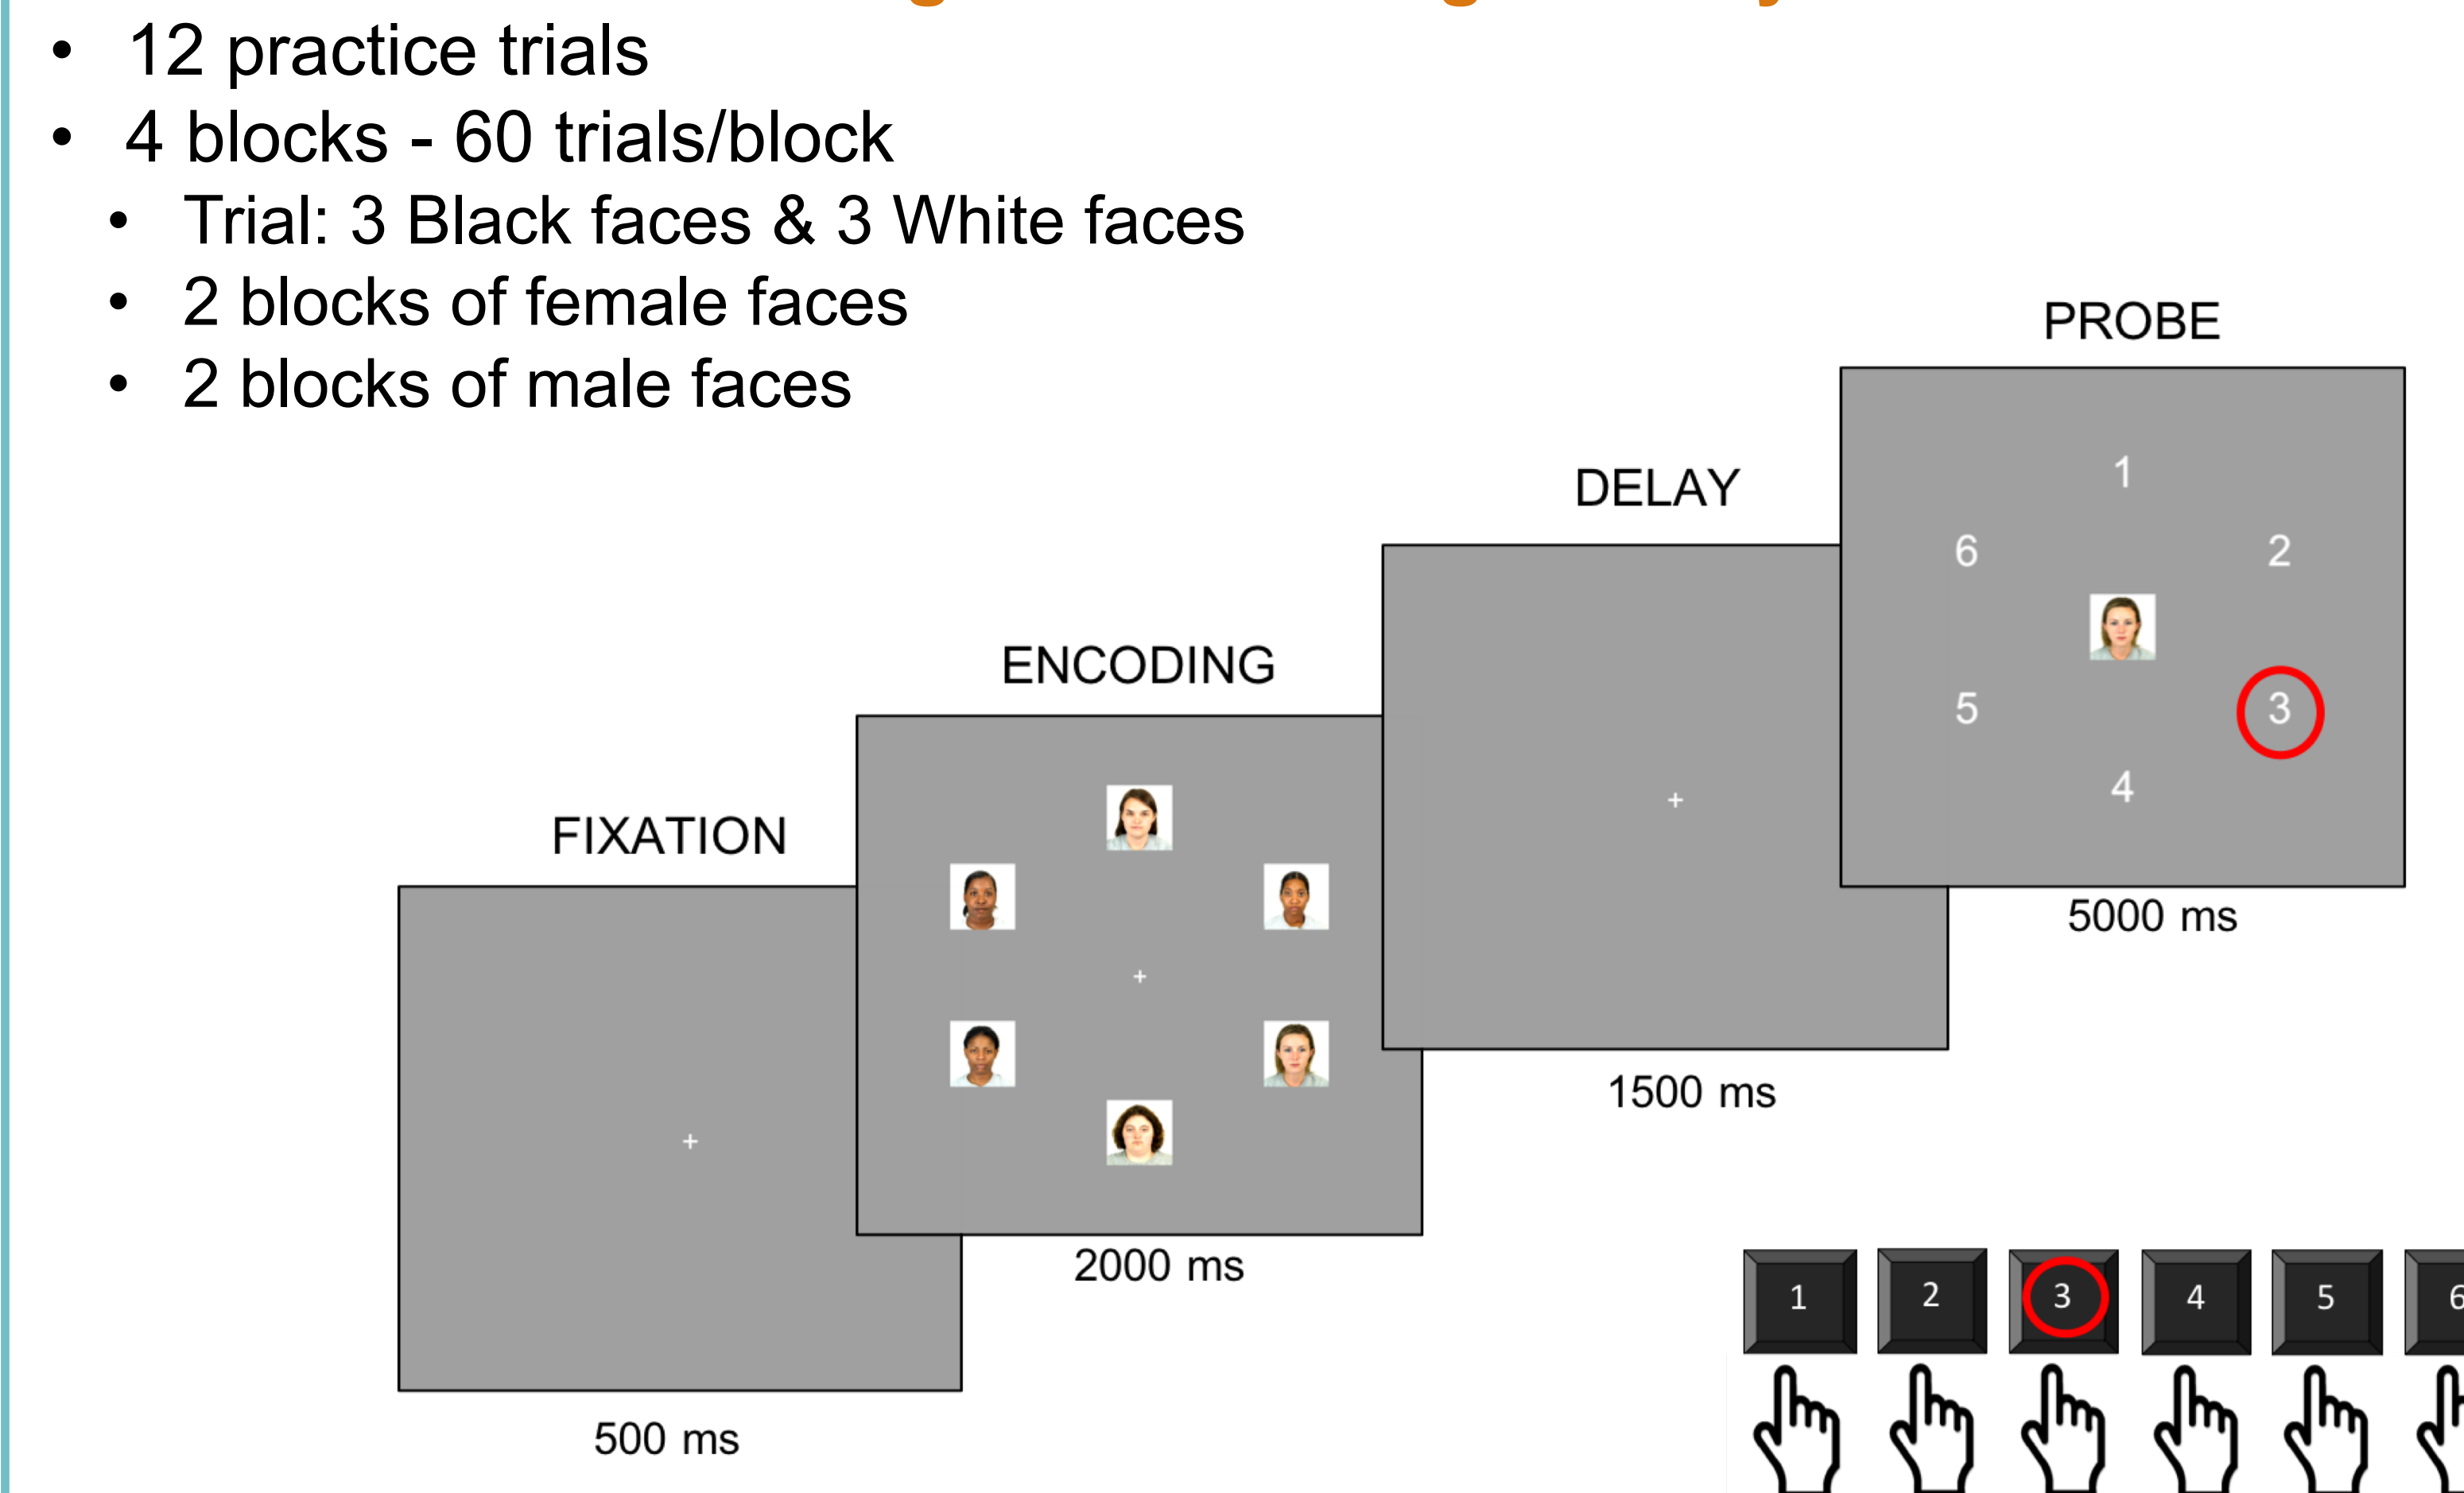 12 practice trials
4 blocks - 60 trials/block
Trial: 3 Black faces & 3 White faces
2 blocks of female faces
2 blocks of male faces
PROBE
1
6 2
5 3
4
5000 ms
DELAY
1500 ms
ENCODING
2000 ms
FIXATION
500 ms
1 2 3 4 5 6